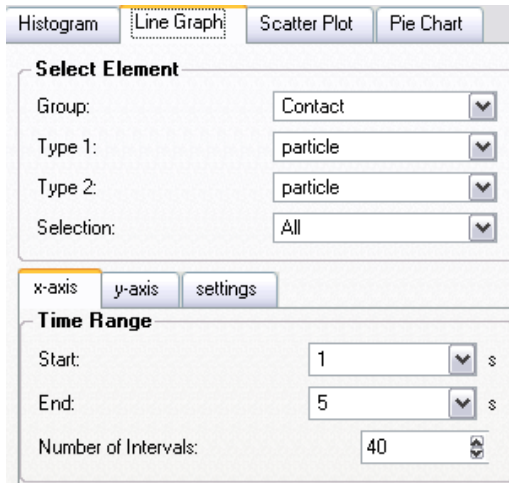 Histogram Line Graph Scatter Plot Pie Chart
Select Element
Group: Contact
Type 1: particle
Type 2: particle
Selection: All
x-axis y-axis settings
Time Range
Start: 1 s
End: 5 s
Number of Intervals: 40